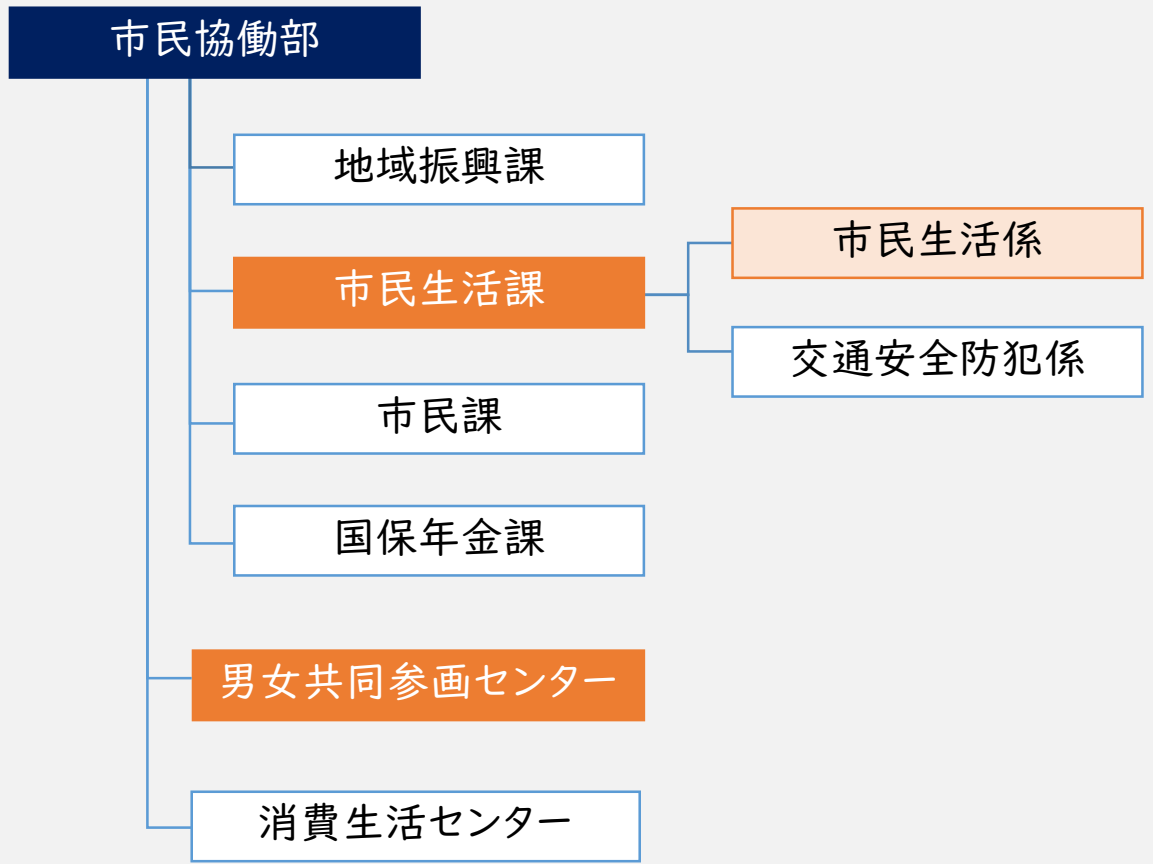 市民協働部
地域振興課
市民生活課
市民生活係
交通安全防犯係
市民課
国保年金課
男女共同参画センター
消費生活センター